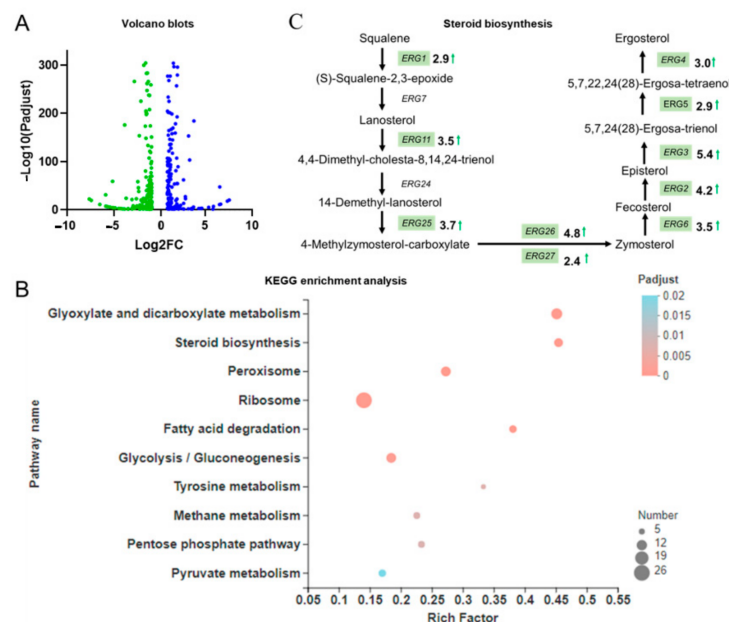 A
Volcano blots
300
200
100
0
−10
−5
0
5
10
−Log10(Padjust)
Log2FC
C
Steroid biosynthesis
Squalene
ERG1 2.9↑
(S)-Squalene-2,3-epoxide
ERG7
Lanosterol
ERG11 3.5↑
4,4-Dimethyl-cholesta-8,14,24-trienol
ERG24
14-Demethyl-lanosterol
ERG25 3.7↑
4-Methylzymosterol-carboxylate
ERG26 4.8↑
ERG27 2.4↑
Ergosterol
ERG4 3.0↑
5,7,22,24(28)-Ergosa-tetraenol
ERG5 2.9↑
5,7,24(28)-Ergosa-trienol
ERG3 5.4↑
Episterol
ERG2 4.2↑
Fecosterol
ERG6 3.5↑
Zymosterol
B
KEGG enrichment analysis
Pathway name
Glyoxylate and dicarboxylate metabolism
Steroid biosynthesis
Peroxisome
Ribosome
Fatty acid degradation
Glycolysis / Gluconeogenesis
Tyrosine metabolism
Methane metabolism
Pentose phosphate pathway
Pyruvate metabolism
0.05 0.1 0.15 0.2 0.25 0.3 0.35 0.4 0.45 0.5 0.55
Rich Factor
Padjust
0.02
0.015
0.01
0.005
0
Number
5
12
19
26